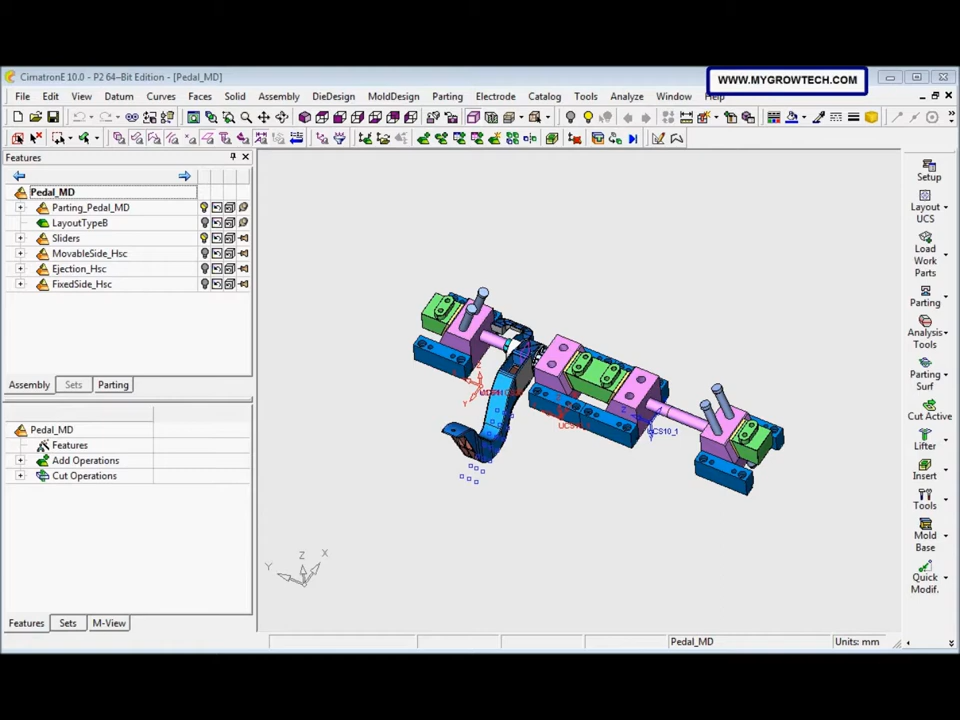 CimatronE 10.0 - P2 64-Bit Edition - [Pedal_MD]
WWW.MYGROWTECH.COM
File Edit View Datum Curves Faces Solid Assembly DieDesign MoldDesign Parting Electrode Catalog Tools Analyze Window Help
Features
Pedal_MD
Parting_Pedal_MD
LayoutTypeB
Sliders
MovableSide_Hsc
Ejection_Hsc
FixedSide_Hsc
Assembly Sets Parting
Pedal_MD
Features
Add Operations
Cut Operations
Features Sets M-View
Z
Y
UCS10_1
Z
Y X
Setup
Layout
UCS
Load
Work
Parts
Parting
Analysis
Tools
Parting
Surf
Cut Active
Lifter
Insert
Tools
Mold
Base
Quick
Modif.
Pedal_MD
Units: mm